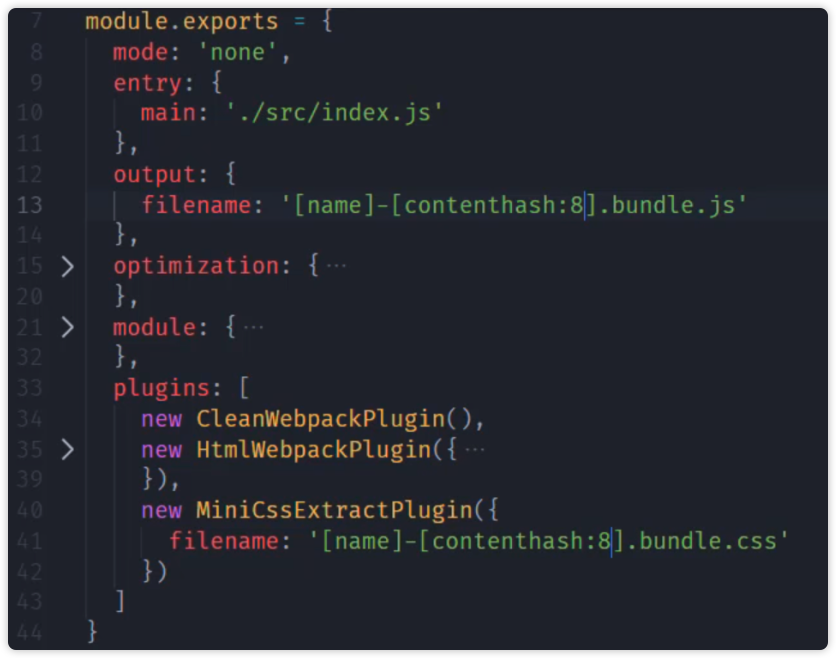 7 module.exports = {
8 mode: 'none',
9 entry: {
10 main: './src/index.js'
11 },
12 output: {
13 filename: '[name]-[contenthash:8].bundle.js'
14 },
15 optimization: {···
20 },
21 module: {···
32 },
33 plugins: [
34 new CleanWebpackPlugin(),
35 new HtmlWebpackPlugin({···
39 }),
40 new MiniCssExtractPlugin({
41 filename: '[name]-[contenthash:8].bundle.css'
42 })
43 ]
44 }